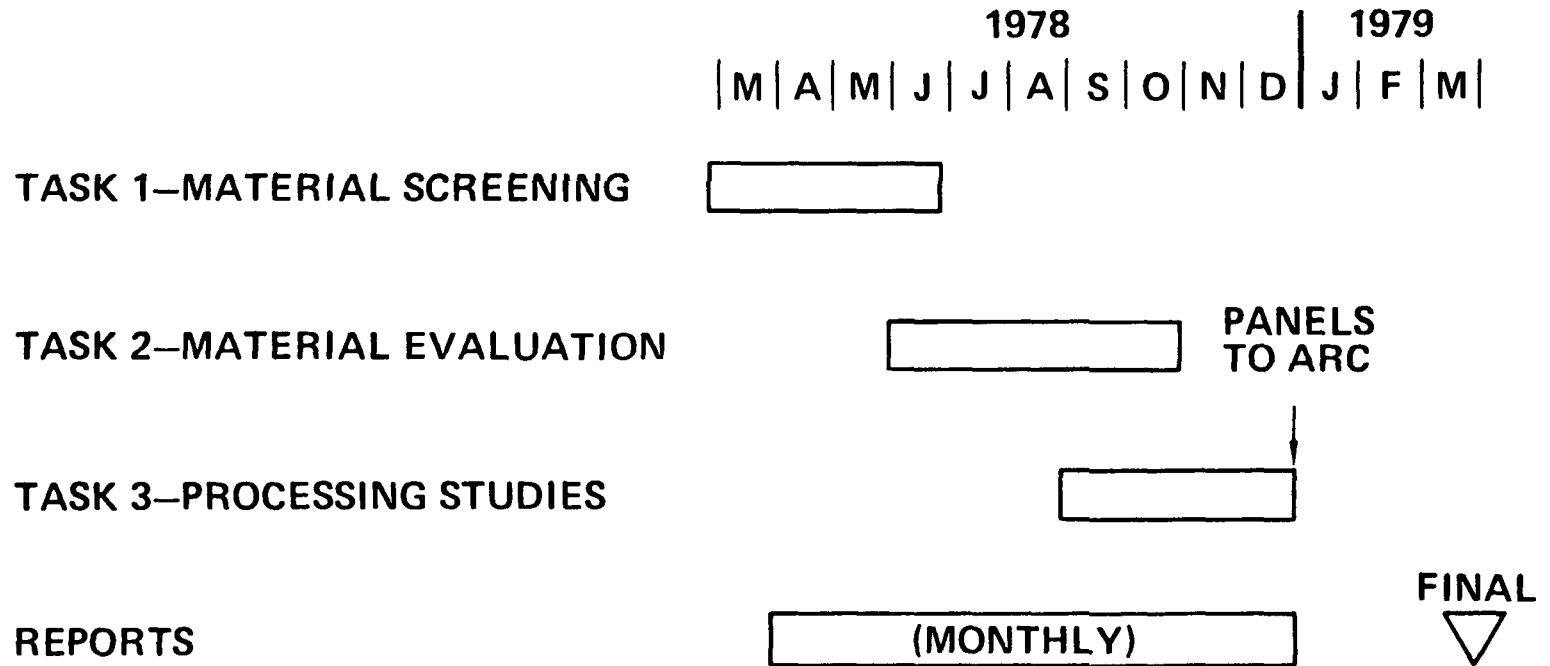 1978 1979
|M|A|M|J|J|A|S|O|N|D|J|F|M|
TASK 1—MATERIAL SCREENING
TASK 2—MATERIAL EVALUATION
PANELS
TO ARC
TASK 3—PROCESSING STUDIES
FINAL
REPORTS (MONTHLY)